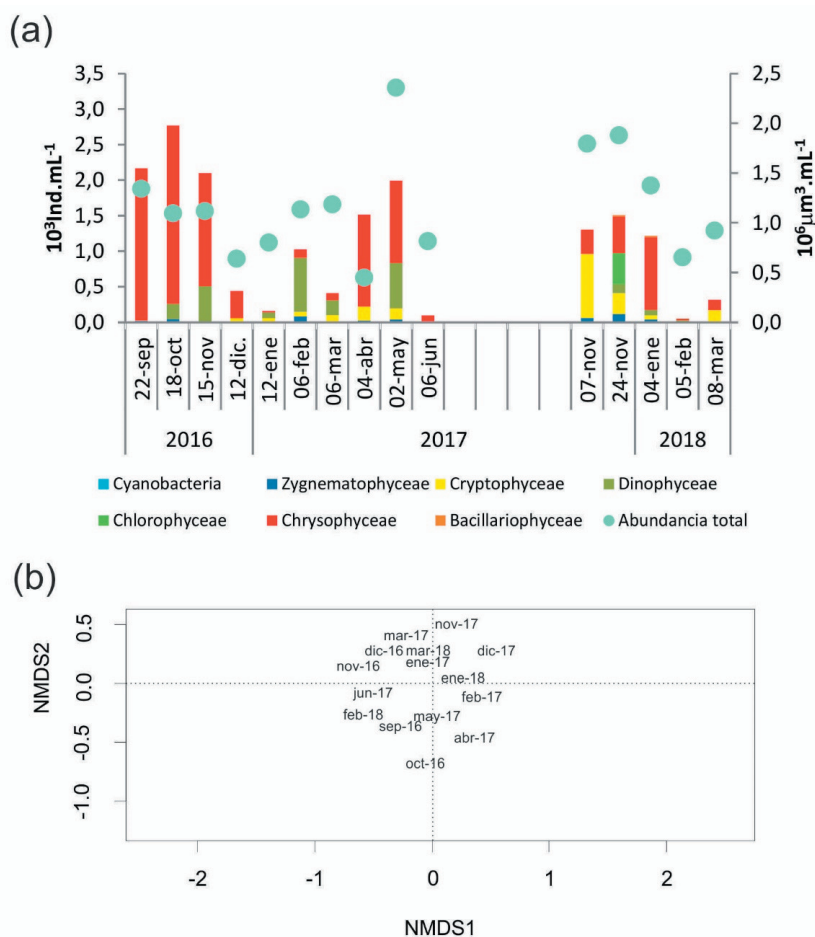 (a)
10³Ind.mL⁻¹
3,5
3,0
2,5
2,0
1,5
1,0
0,5
0,0
2,5
2,0
1,5
1,0
0,5
0,0
10⁶µm³.mL⁻¹
22-sep
18-oct
15-nov
12-dic.
12-ene
06-feb
06-mar
04-abr
02-may
06-jun
07-nov
24-nov
04-ene
05-feb
08-mar
2016 2017 2018
Cyanobacteria Zygnematophyceae Cryptophyceae Dinophyceae
Chlorophyceae Chrysophyceae Bacillariophyceae Abundancia total
(b)
NMDS2
0.5
0.0
-0.5
-1.0
nov-17
mar-17
dic-16 mar-18 dic-17
ene-17
nov-16
ene-18
jun-17 feb-17
feb-18 may-17
sep-16
abr-17
oct-16
-2 -1 0 1 2
NMDS1